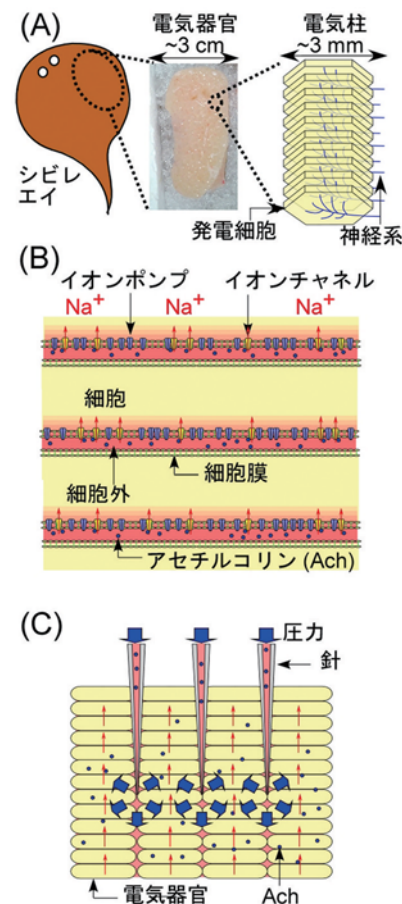 (A)
電気器官
~3 cm
電気柱
~3 mm
シビレ
エイ
発電細胞
神経系
(B)
イオンポンプ
イオンチャネル
Na+
Na+
Na+
細胞
細胞外
細胞膜
アセチルコリン (Ach)
(C)
圧力
針
電気器官
Ach